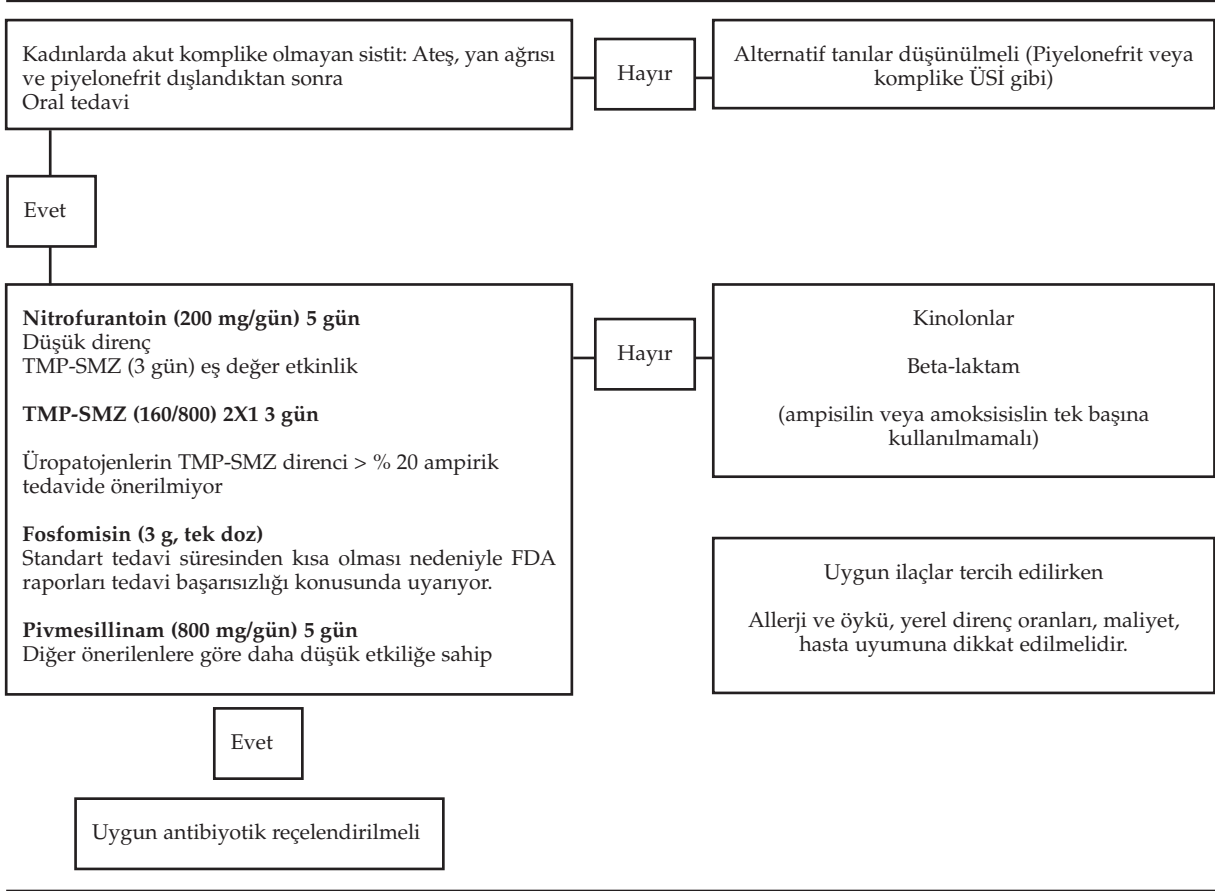 Kadınlarda akut komplike olmayan sistit: Ateş, yan ağrısı
ve piyelonefrit dışlandıktan sonra
Oral tedavi
Hayır
Alternatif tanılar düşünülmeli (Piyelonefrit veya
komplike ÜSİ gibi)
Evet
Nitrofurantoin (200 mg/gün) 5 gün
Düşük direnç
TMP-SMZ (3 gün) eş değer etkinlik
TMP-SMZ (160/800) 2X1 3 gün
Üropatojenlerin TMP-SMZ direnci > % 20 ampirik
tedavide önerilmiyor
Fosfomisin (3 g, tek doz)
Standart tedavi süresinden kısa olması nedeniyle FDA
raporları tedavi başarısızlığı konusunda uyarıyor.
Pivmesillinam (800 mg/gün) 5 gün
Diğer önerilenlere göre daha düşük etkiliğe sahip
Hayır
Kinolonlar
Beta-laktam
(ampisilin veya amoksisislin tek başına
kullanılmamalı)
Uygun ilaçlar tercih edilirken
Allerji ve öykü, yerel direnç oranları, maliyet,
hasta uyumuna dikkat edilmelidir.
Evet
Uygun antibiyotik reçelendirilmeli